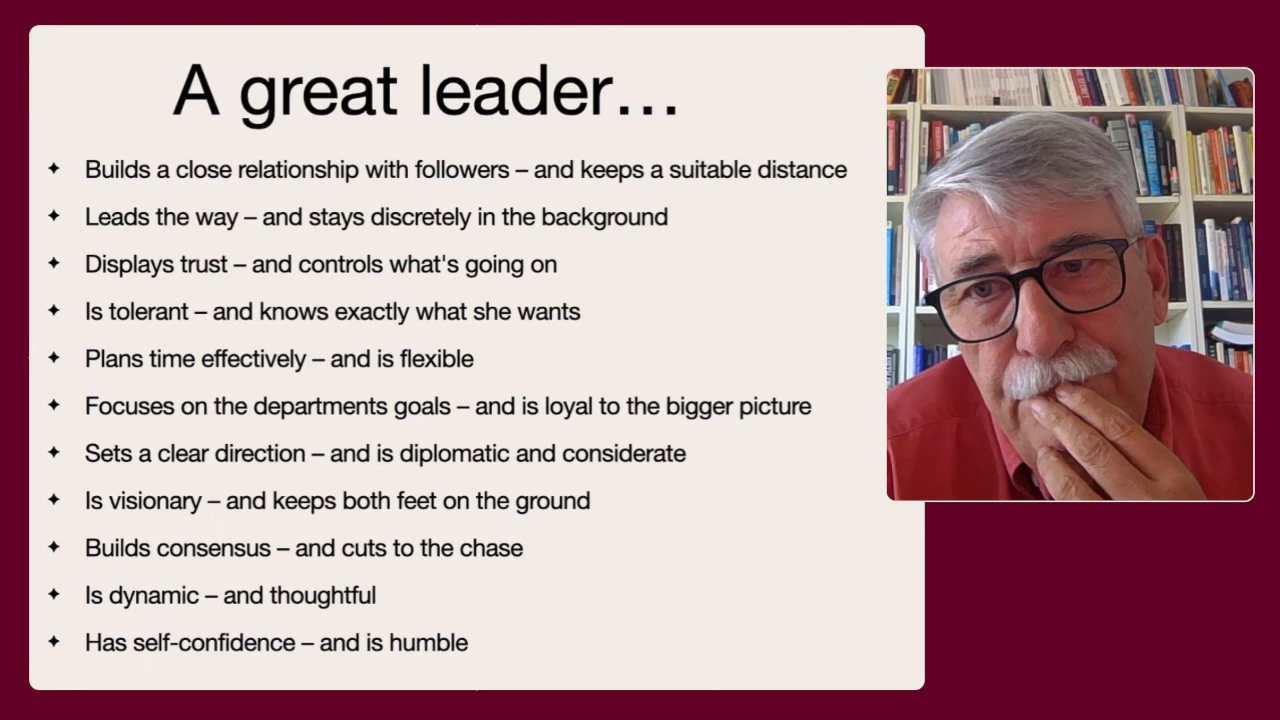 A great leader…
✦ Builds a close relationship with followers – and keeps a suitable distance
✦ Leads the way – and stays discretely in the background
✦ Displays trust – and controls what's going on
✦ Is tolerant – and knows exactly what she wants
✦ Plans time effectively – and is flexible
✦ Focuses on the departments goals – and is loyal to the bigger picture
✦ Sets a clear direction – and is diplomatic and considerate
✦ Is visionary – and keeps both feet on the ground
✦ Builds consensus – and cuts to the chase
✦ Is dynamic – and thoughtful
✦ Has self-confidence – and is humble